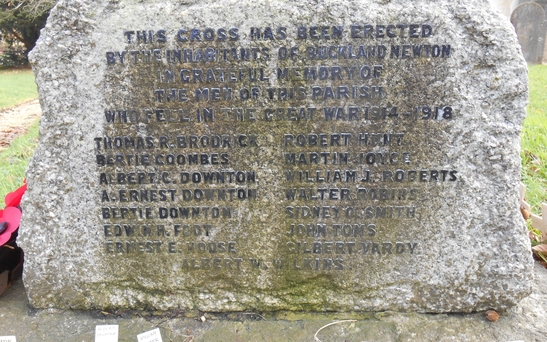 THIS CROSS HAS BEEN ERECTED
BY THE INHABITANTS OF BUCKLAND NEWTON
IN GRATEFUL MEMORY OF
THE MEN OF THIS PARISH
WHO FELL IN THE GREAT WAR 1914-1918
THOMAS R. BRODRICK ROBERT HUNT
BERTIE COOMBES MARTIN JOYCE
ALBERT C. DOWNTON WILLIAM J. ROBERTS
A. ERNEST DOWNTON WALTER ROBINS
BERTIE DOWNTON SIDNEY O. SMITH
EDWIN H. FOOT JOHN TOMS
ERNEST E. HOUSE GILBERT VARDY
ALBERT W. WILKINS